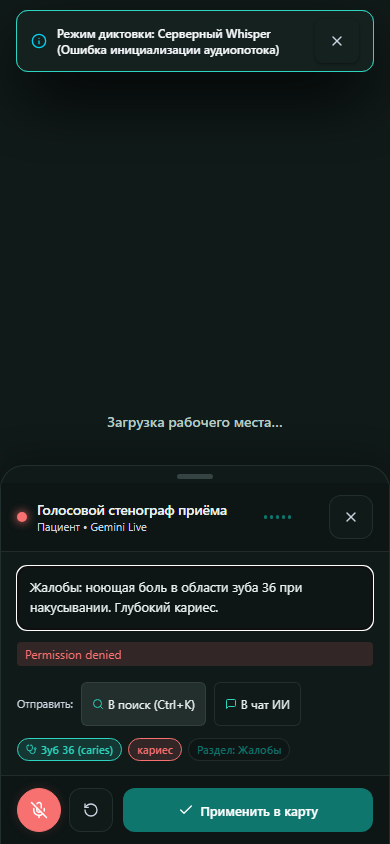 Режим диктовки: Серверный Whisper
(Ошибка инициализации аудиопотока)
Загрузка рабочего места...
Голосовой стенограф приёма
Пациент • Gemini Live
Жалобы: ноющая боль в области зуба 36 при
накусывании. Глубокий кариес.
Permission denied
Отправить:
В поиск (Ctrl+K)
В чат ИИ
Зуб 36 (caries)
кариес
Раздел: Жалобы
Применить в карту